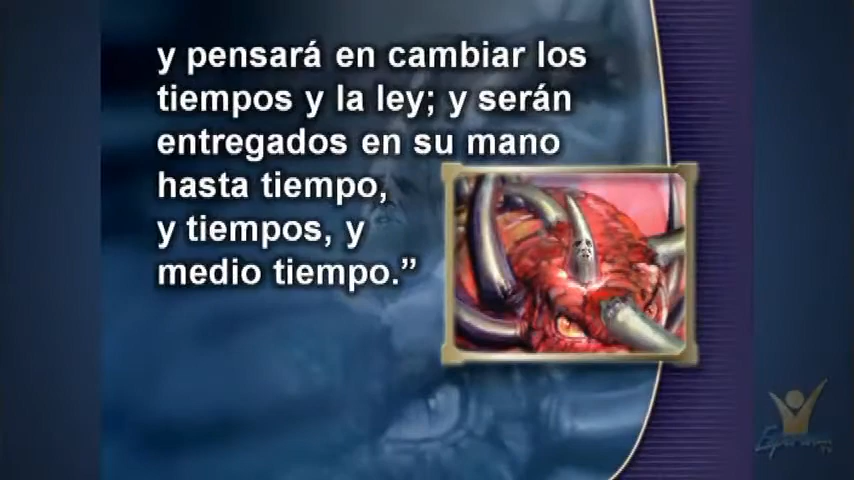 y pensará en cambiar los
tiempos y la ley; y serán
entregados en su mano
hasta tiempo,
y tiempos, y
medio tiempo.”